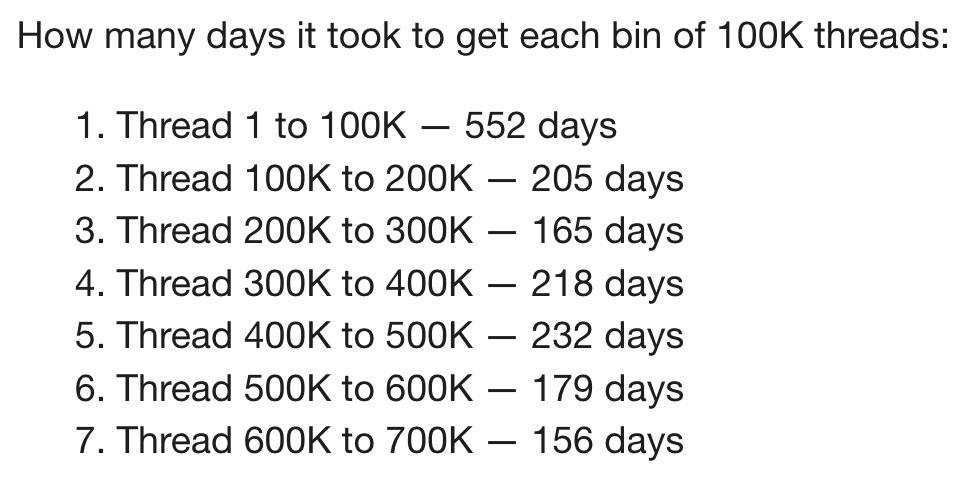 How many days it took to get each bin of 100K threads:
1. Thread 1 to 100K — 552 days
2. Thread 100K to 200K — 205 days
3. Thread 200K to 300K — 165 days
4. Thread 300K to 400K — 218 days
5. Thread 400K to 500K — 232 days
6. Thread 500K to 600K — 179 days
7. Thread 600K to 700K — 156 days